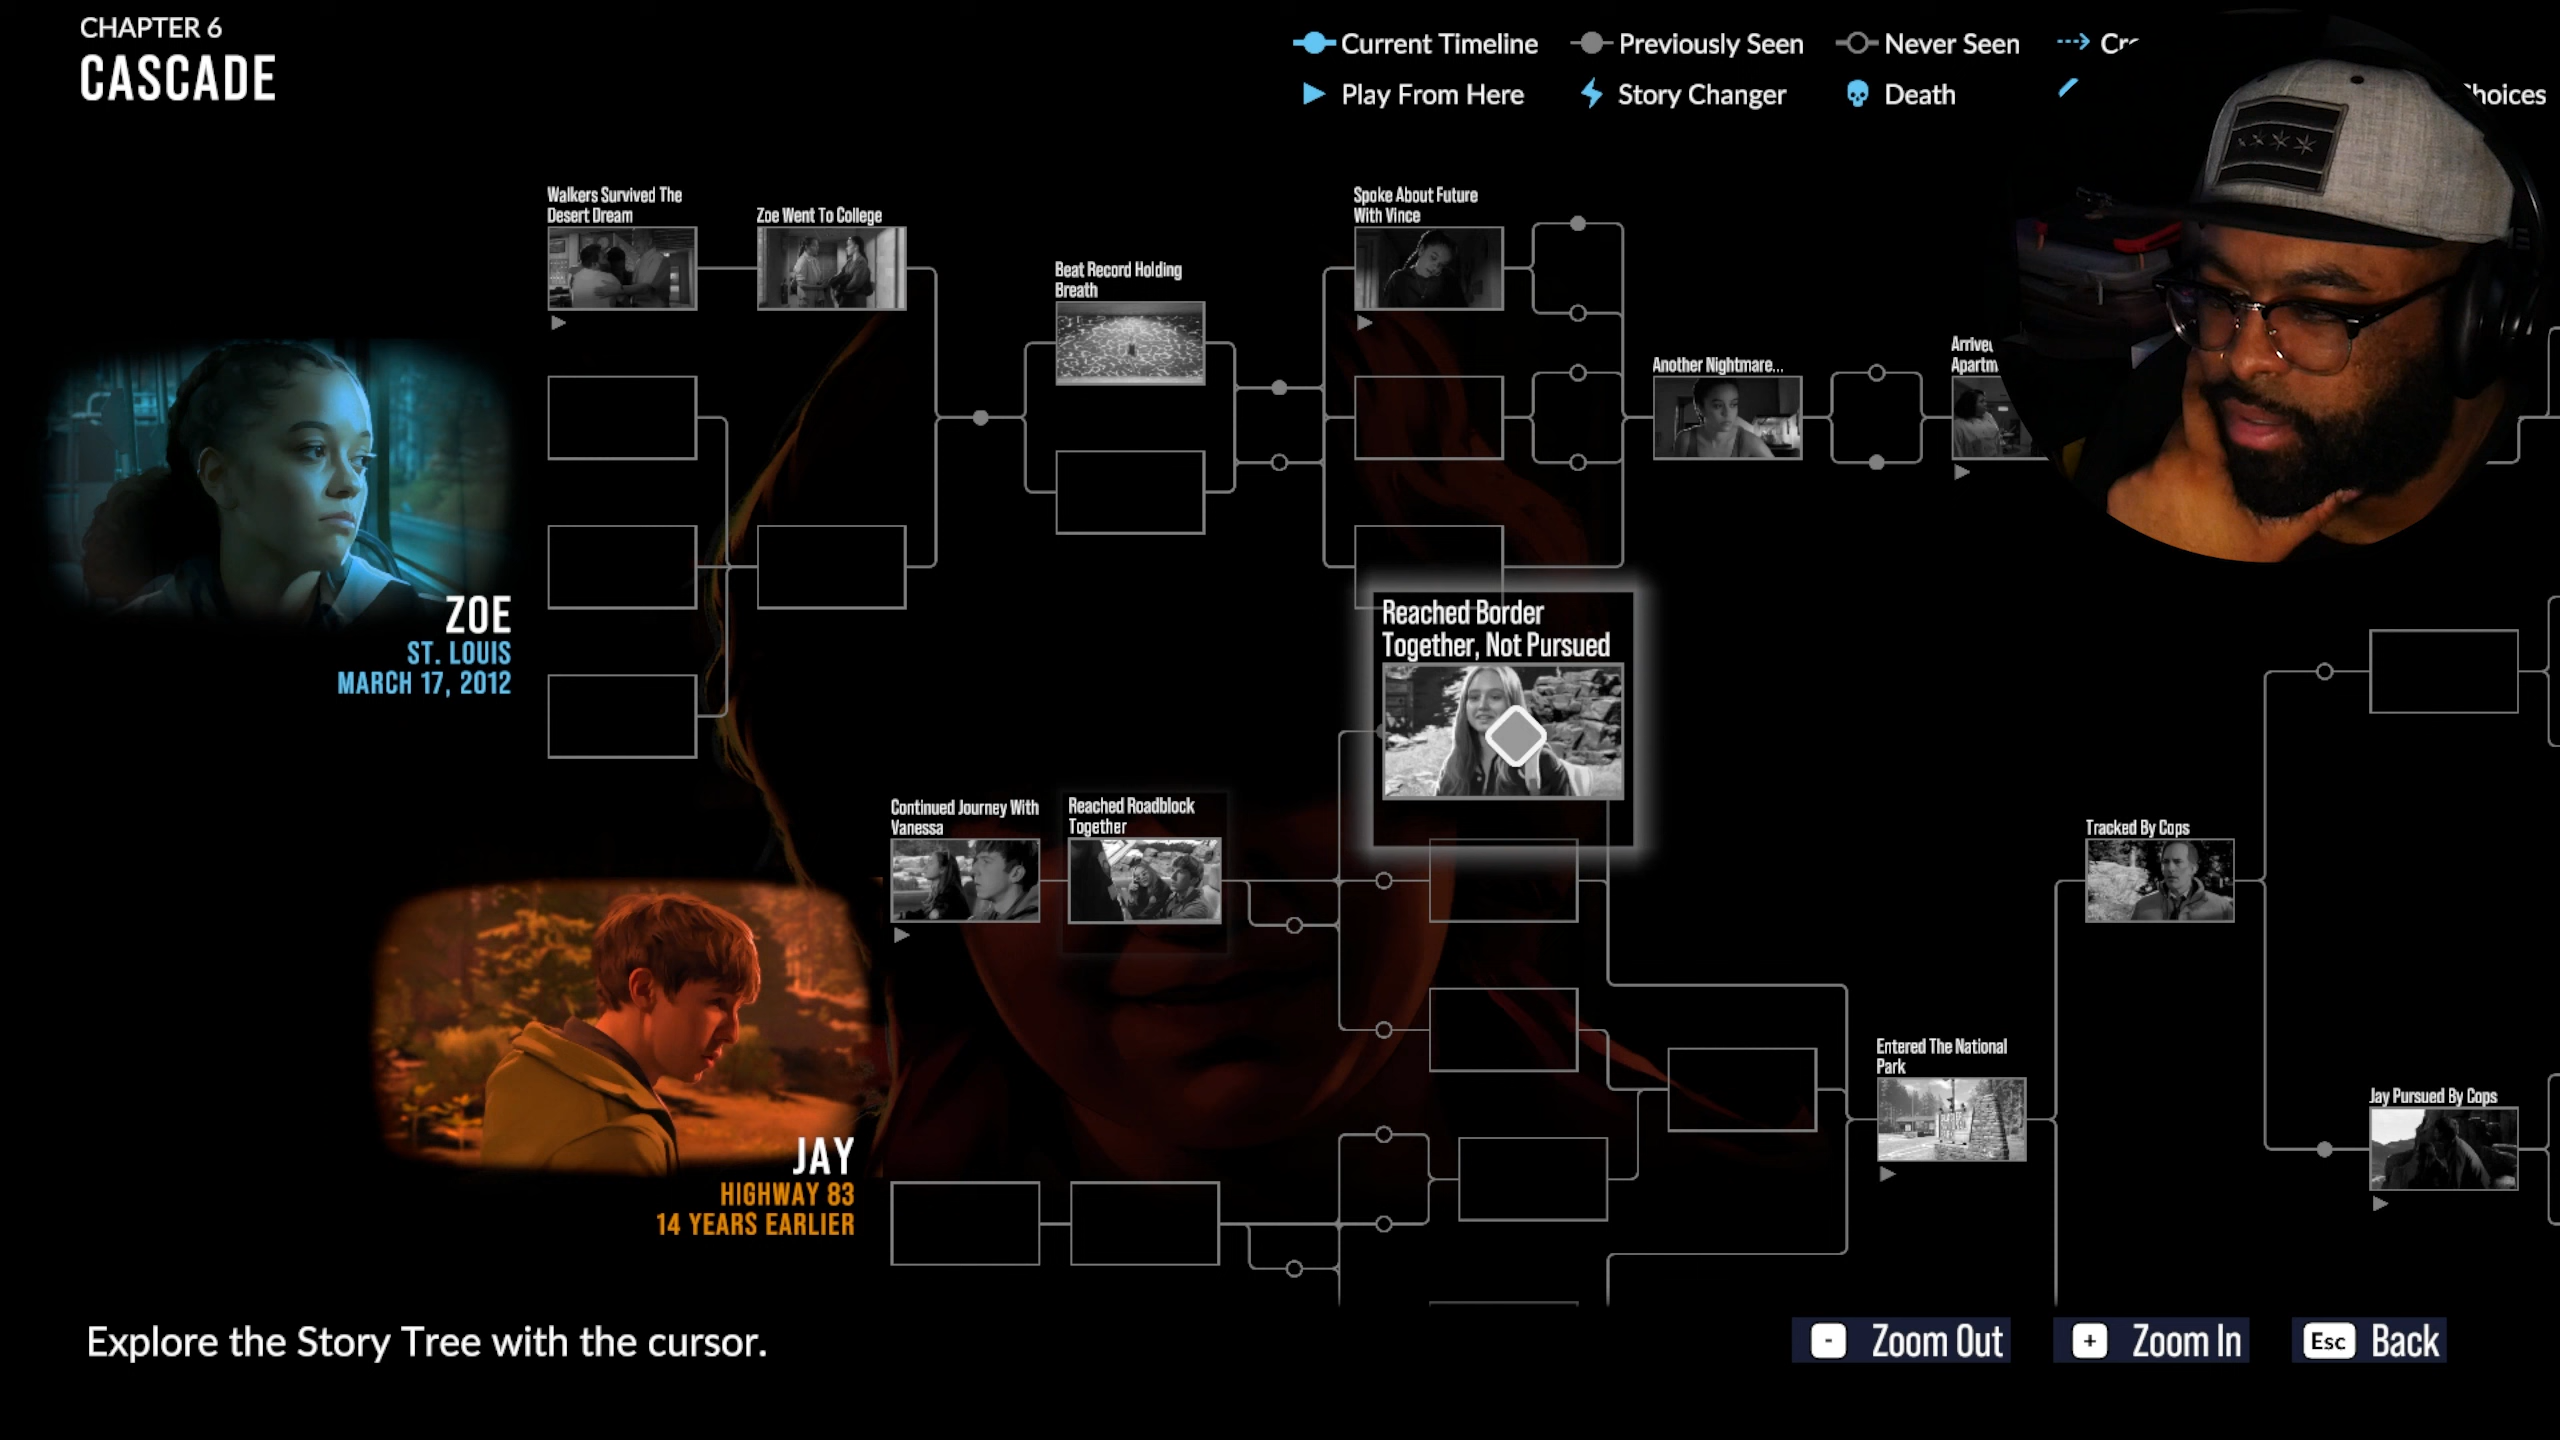 CHAPTER 6
CASCADE
Current Timeline
Previously Seen
Never Seen
Play From Here
Story Changer
Death
hoices
Walkers Survived The
Desert Dream
Zoe Went To College
Beat Record Holding
Breath
Spoke About Future
With Vince
Another Nightmare...
ZOE
ST. LOUIS
MARCH 17, 2012
Reached Border
Together, Not Pursued
Continued Journey With
Vanessa
Reached Roadblock
Together
Tracked By Cops
Entered The National
Park
Jay Pursued By Cops
JAY
HIGHWAY 83
14 YEARS EARLIER
Explore the Story Tree with the cursor.
- Zoom Out
+ Zoom In
Esc Back